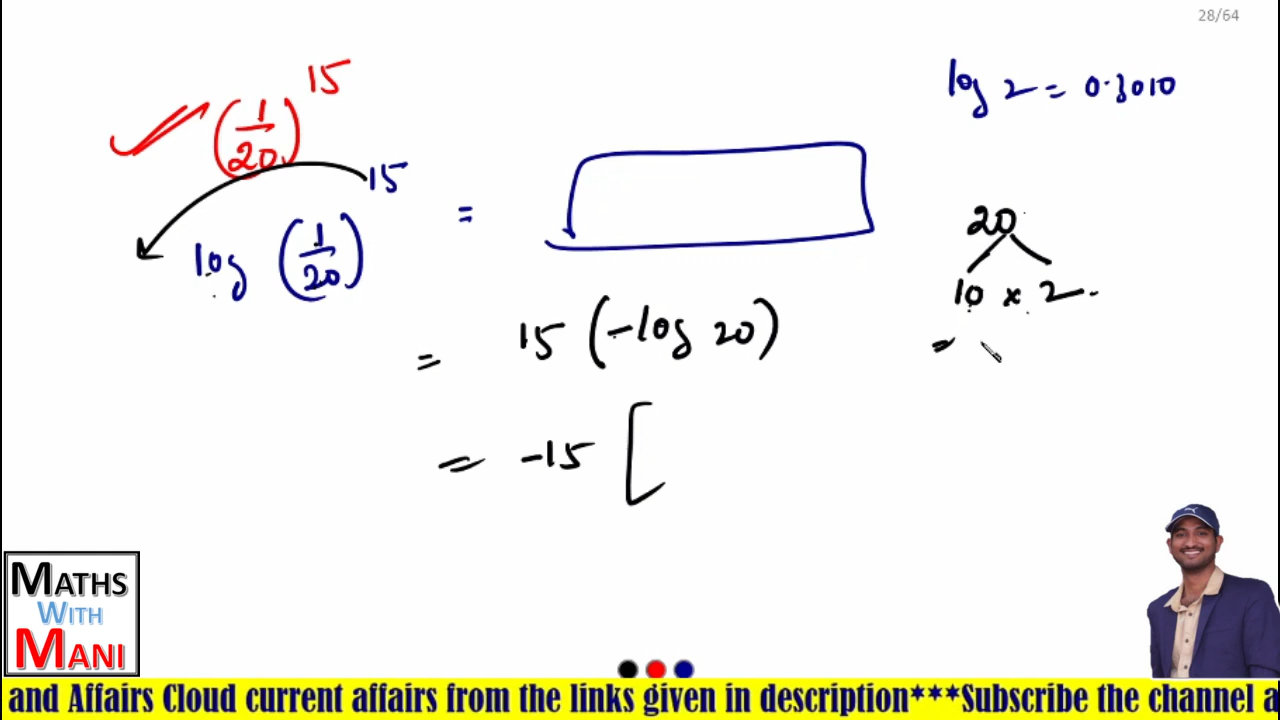 28/64
(1/20)^15
log 2 = 0.3010
log (1/20)^15 =
20
10 × 2
=
= 15 (-log 20)
= -15 [
MATHS
WITH
MANI
and Affairs Cloud current affairs from the links given in description***Subscribe the channel a